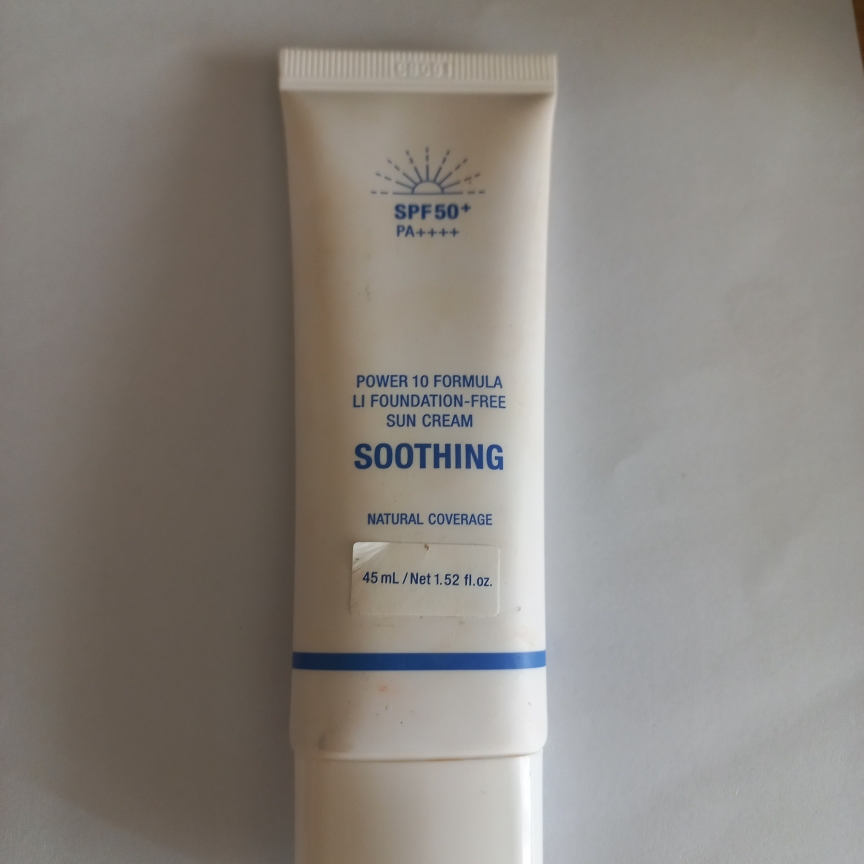 SPF50+
PA++++
POWER 10 FORMULA
LI FOUNDATION-FREE
SUN CREAM
SOOTHING
NATURAL COVERAGE
45 mL / Net 1.52 fl.oz.